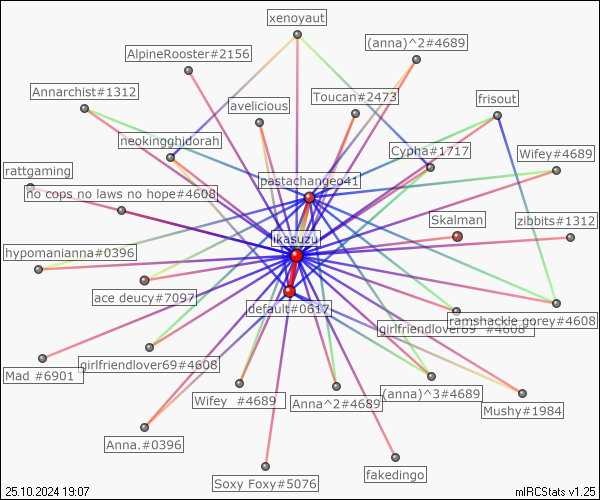 xenoyaut
(anna)^2#4689
AlpineRooster#2156
Annarchist#1312
avelicious
Toucan#2473
frisout
neokingghidorah
Cypha#1717
Wifey#4689
rattgaming
pastachangeo41
no cops no laws no hope#4608
Skalman
zibbits#1312
likasuzu
hypomanianna#0396
ace deucy#7097
default#0617
girlfriendlover69 #4608
ramshackle gorey#4608
Mad #6901
girlfriendlover69#4608
Wifey #4689
Anna^2#4689
(anna)^3#4689
Mushy#1984
Anna.#0396
Soxy Foxy#5076
fakedingo
25.10.2024 19:07
mIRCStats v1.25